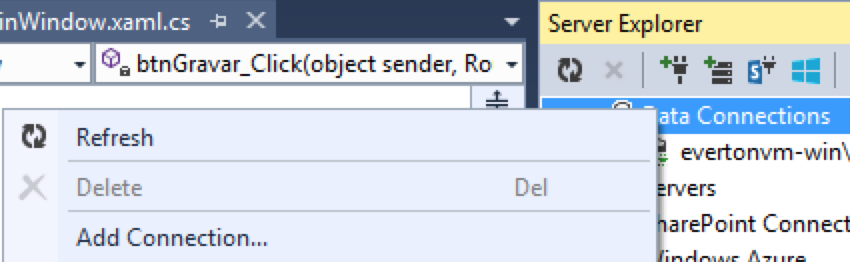 inWindow.xaml.cs
Server Explorer
btnGravar_Click(object sender, Ro
Data Connections
Refresh
evertonvm-win\
Delete Del
ervers
harePoint Connect
Add Connection...
Windows Azure